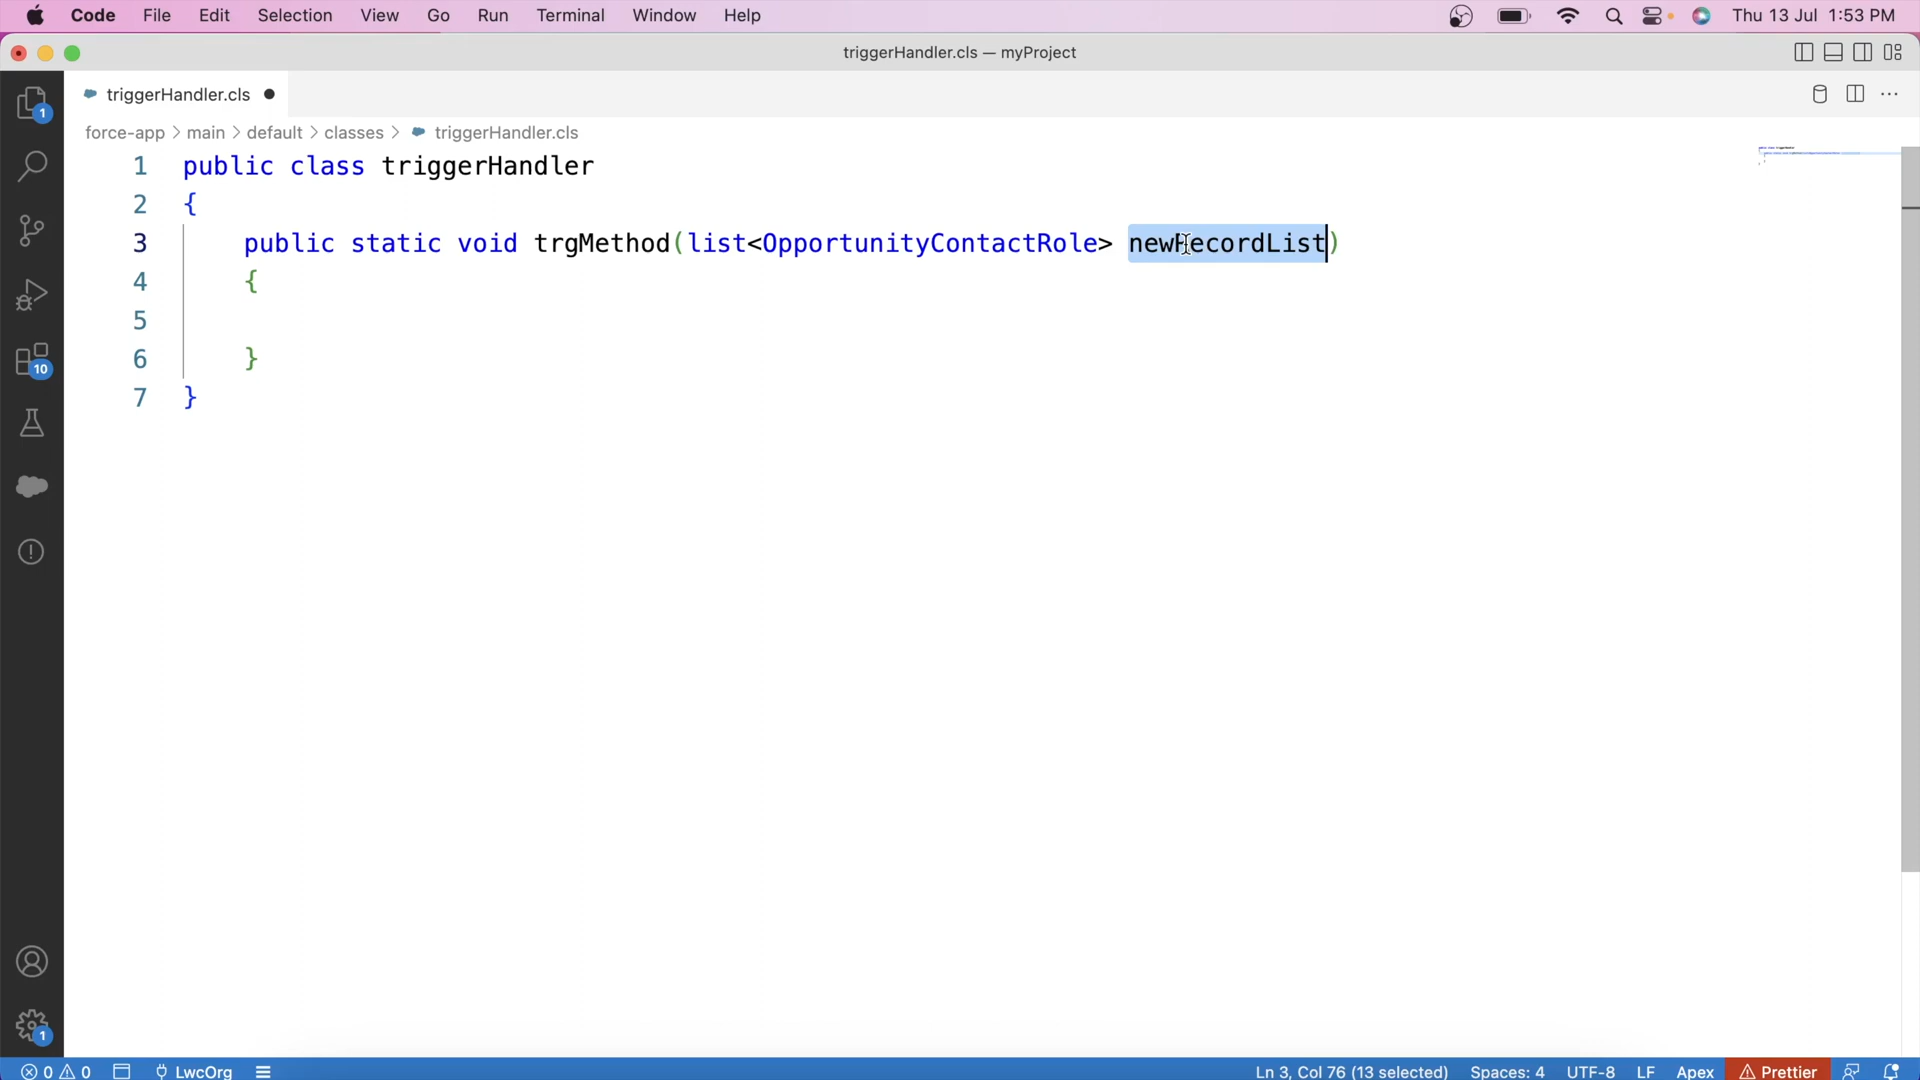 Code File Edit Selection View Go Run Terminal Window Help Thu 13 Jul 1:53 PM
triggerHandler.cls — myProject
triggerHandler.cls
force-app > main > default > classes > triggerHandler.cls
1 public class triggerHandler
2 {
3 public static void trgMethod(list<OpportunityContactRole> newRecordList)
4 {
5
6 }
7 }
1
10
1
0 0 LwcOrg Ln 3, Col 76 (13 selected) Spaces: 4 UTF-8 LF Apex Prettier